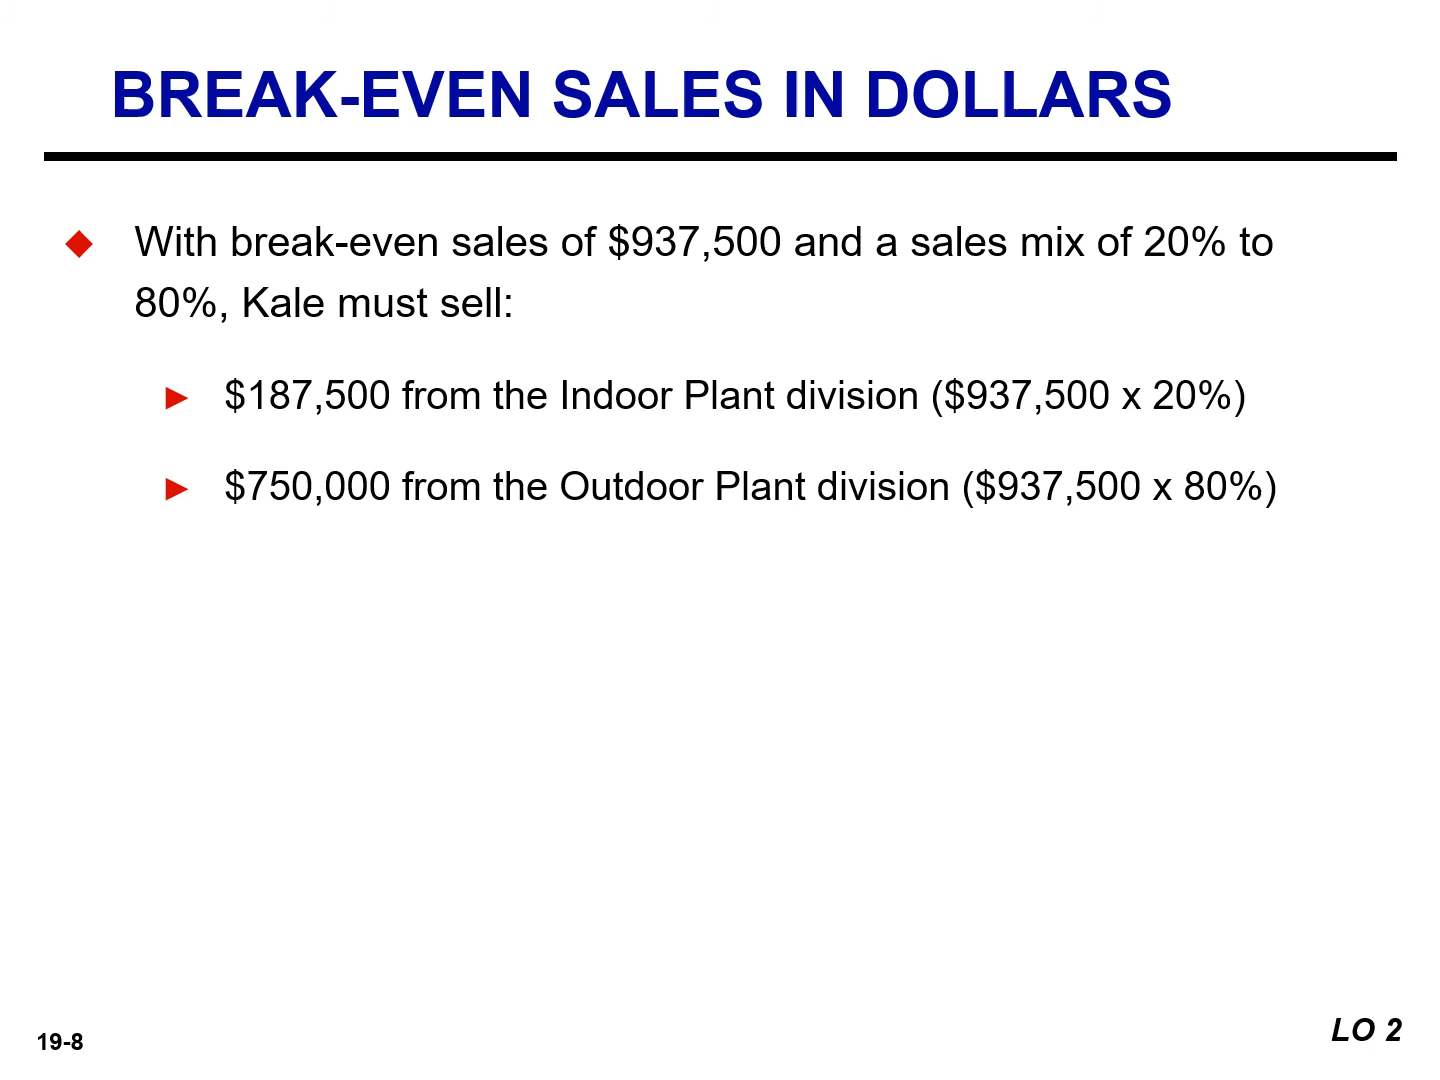 BREAK-EVEN SALES IN DOLLARS
With break-even sales of $937,500 and a sales mix of 20% to
80%, Kale must sell:
$187,500 from the Indoor Plant division ($937,500 x 20%)
$750,000 from the Outdoor Plant division ($937,500 x 80%)
19-8
LO 2